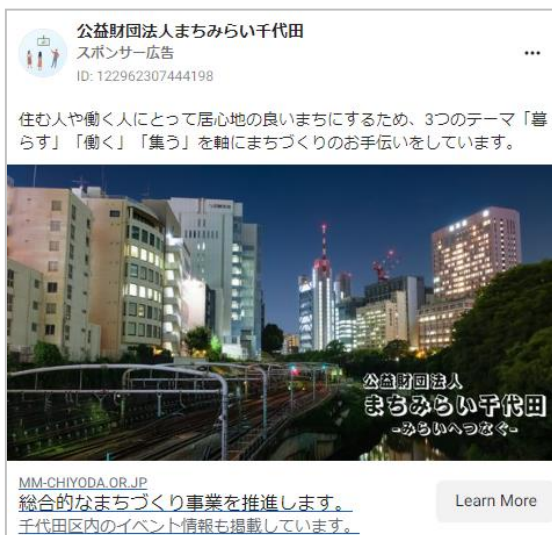 公益財団法人まちみらい千代田
スポンサー広告
ID: 122962307444198
住む人や働く人にとって居心地の良いまちにするため、3つのテーマ「暮
らす」「働く」「集う」を軸にまちづくりのお手伝いをしています。
公益財団法人
まちみらい千代田
-みらいへつなぐ-
MM-CHIYODA.OR.JP
総合的なまちづくり事業を推進します。
千代田区内のイベント情報も掲載しています。
Learn More